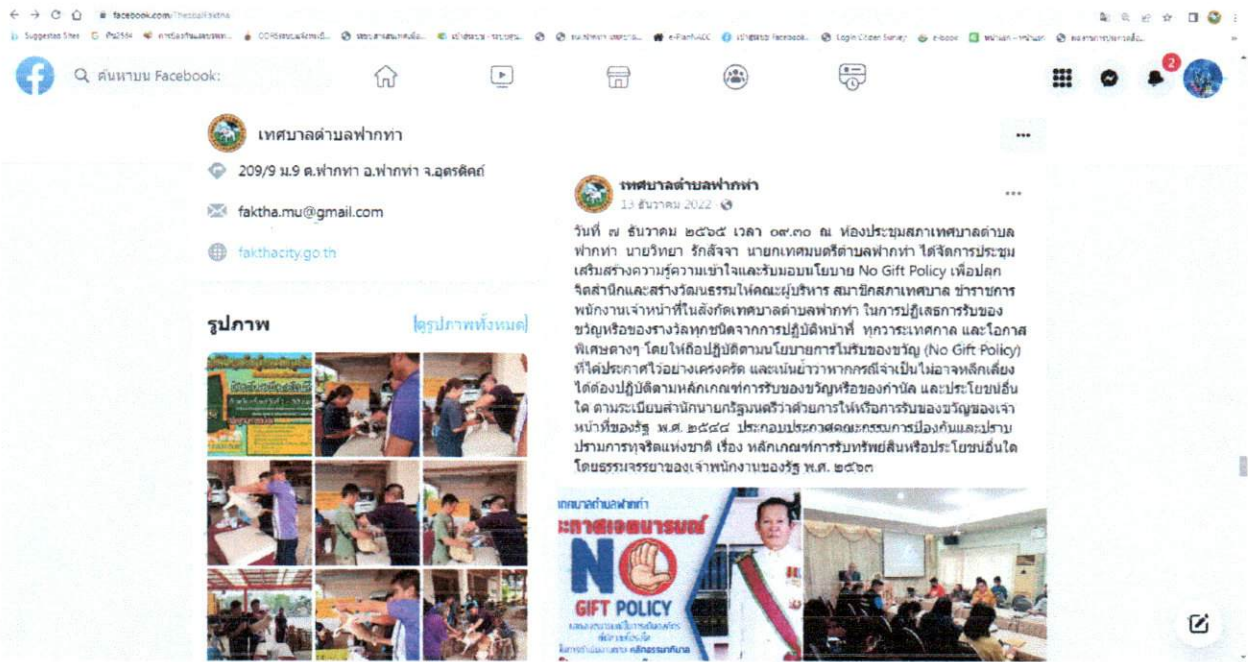 facebook.com/ThessalFaktha
Suggested Sites
e-PlanNACC
Login Citizen Survey
e-book
ค้นหาบน Facebook:
2
เทศบาลตำบลฟากท่า
209/9 ม.9 ต.ฟากท่า อ.ฟากท่า จ.อุตรดิตถ์
faktha.mu@gmail.com
fakthacity.go.th
รูปภาพ
ดูรูปภาพทั้งหมด
เทศบาลตำบลฟากท่า
13 ธันวาคม 2022
วันที่ ๗ ธันวาคม ๒๕๖๕ เวลา ๐๙.๓๐ ณ ห้องประชุมสภาเทศบาลตำบล
ฟากท่า นายวิทยา รักสัจจา นายกเทศมนตรีตำบลฟากท่า ได้จัดการประชุม
เสริมสร้างความรู้ความเข้าใจและรับมอบนโยบาย No Gift Policy เพื่อปลุก
จิตสำนึกและสร้างวัฒนธรรมให้คณะผู้บริหาร สมาชิกสภาเทศบาล ข้าราชการ
พนักงานเจ้าหน้าที่ในสังกัดเทศบาลตำบลฟากท่า ในการปฏิเสธการรับของ
ขวัญหรือของรางวัลทุกชนิดจากการปฏิบัติหน้าที่ ทุกวาระเทศกาล และโอกาส
พิเศษต่างๆ โดยให้ถือปฏิบัติตามนโยบายการไม่รับของขวัญ (No Gift Policy)
ที่ได้ประกาศไว้อย่างเคร่งครัด และเน้นย้ำว่าหากกรณีจำเป็นไม่อาจหลีกเลี่ยง
ได้ต้องปฏิบัติตามหลักเกณฑ์การรับของขวัญหรือของกำนัล และประโยชน์อื่น
ใด ตามระเบียบสำนักนายกรัฐมนตรีว่าด้วยการให้หรือการรับของขวัญของเจ้า
หน้าที่ของรัฐ พ.ศ. ๒๕๔๔ ประกอบประกาศคณะกรรมการป้องกันและปราบ
ปรามการทุจริตแห่งชาติ เรื่อง หลักเกณฑ์การรับทรัพย์สินหรือประโยชน์อื่นใด
โดยธรรมจรรยาของเจ้าพนักงานของรัฐ พ.ศ. ๒๕๖๓
เทศบาลตำบลฟากท่า
ะกาศเจตนารมณ์
NO
GIFT POLICY